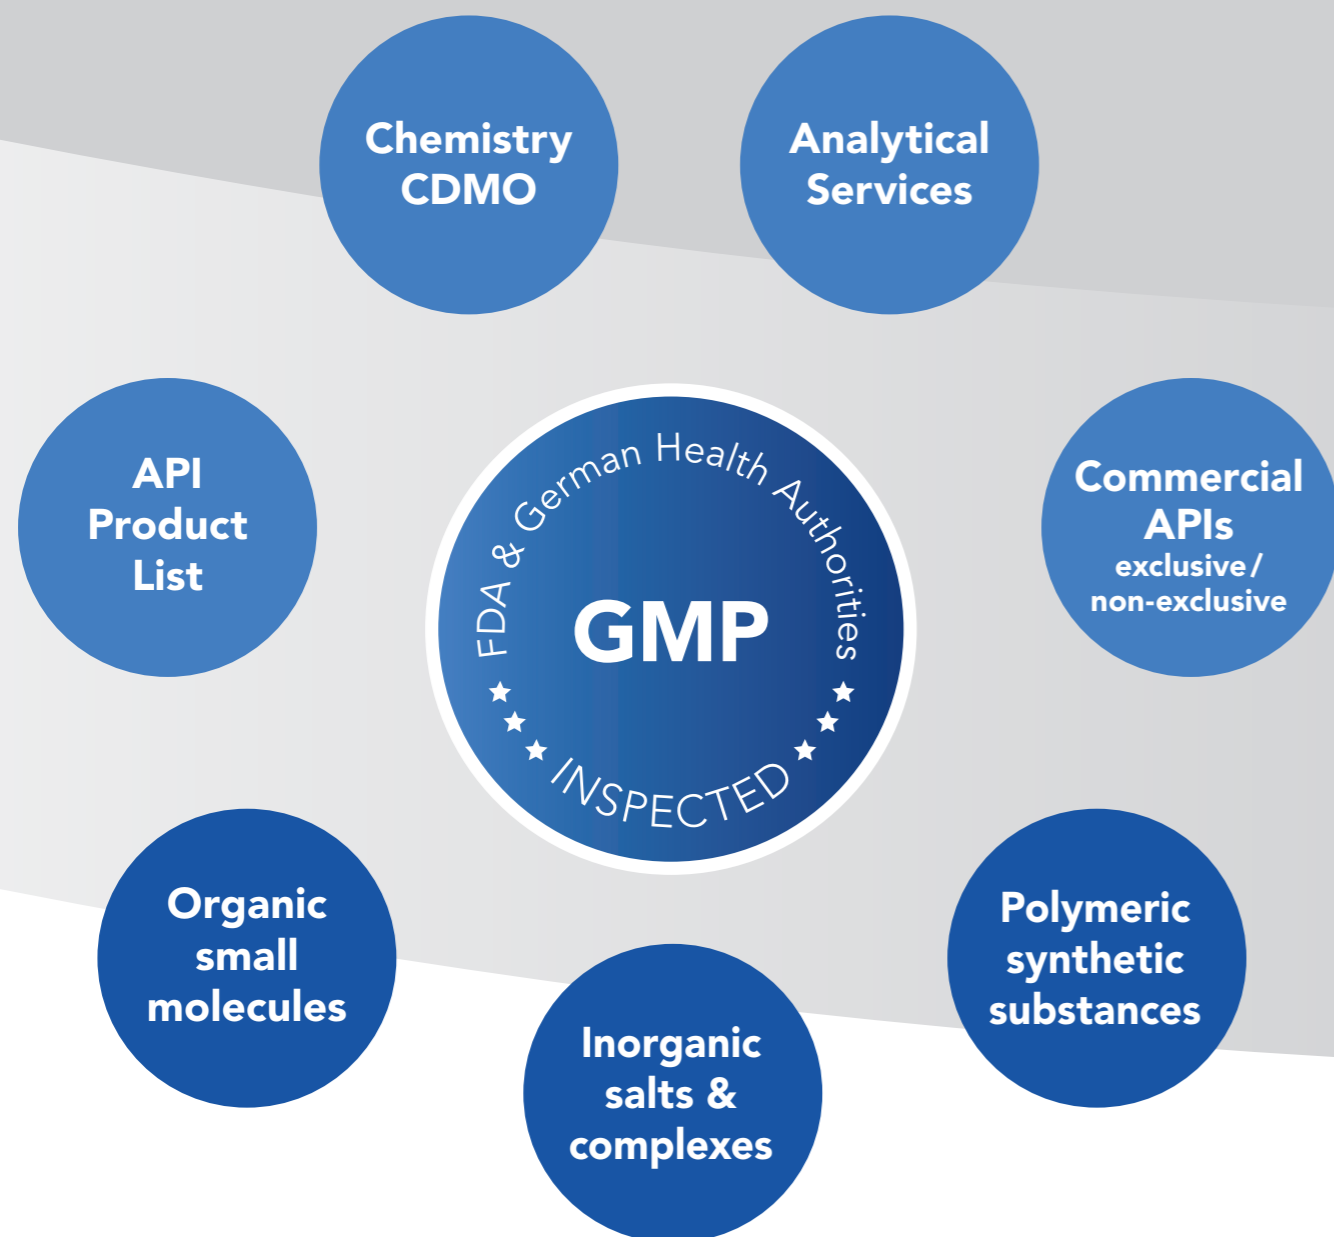 Chemistry
CDMO
Analytical
Services
API
Product
List
Commercial
APIs
exclusive/
non-exclusive
FDA & German Health Authorities
GMP
INSPECTED
Organic
small
molecules
Inorganic
salts &
complexes
Polymeric
synthetic
substances